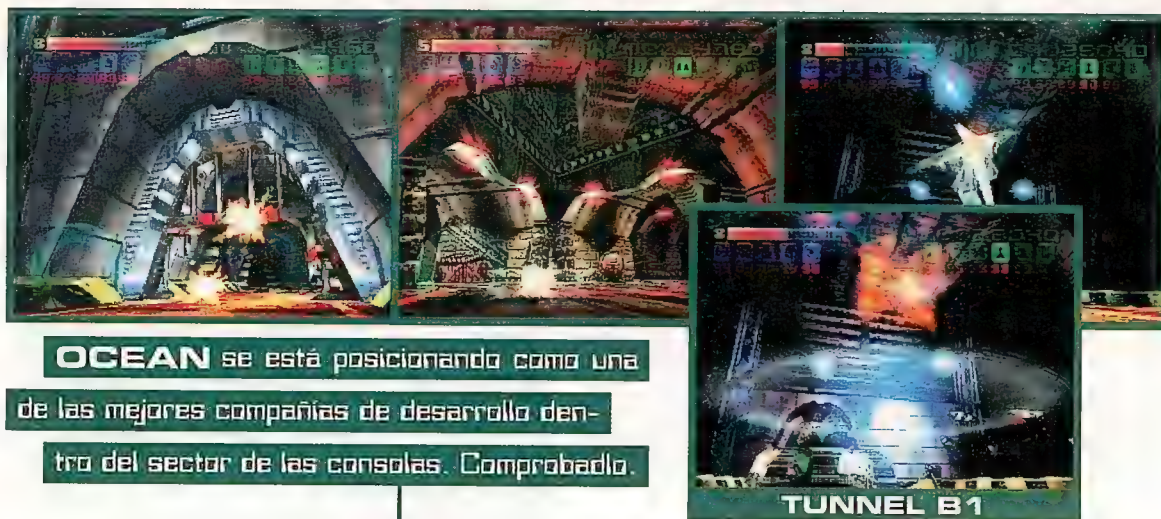 OCEAN se está posicionando como una
de las mejores compañías de desarrollo den-
tro del sector de las consolas. Comprobadlo.
TUNNEL B1